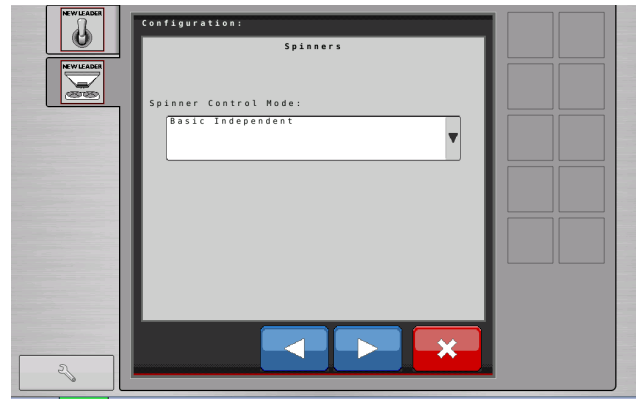 NEW LEADER
Configuration:
Spinners
NEW LEADER
Spinner Control Mode:
Basic Independent